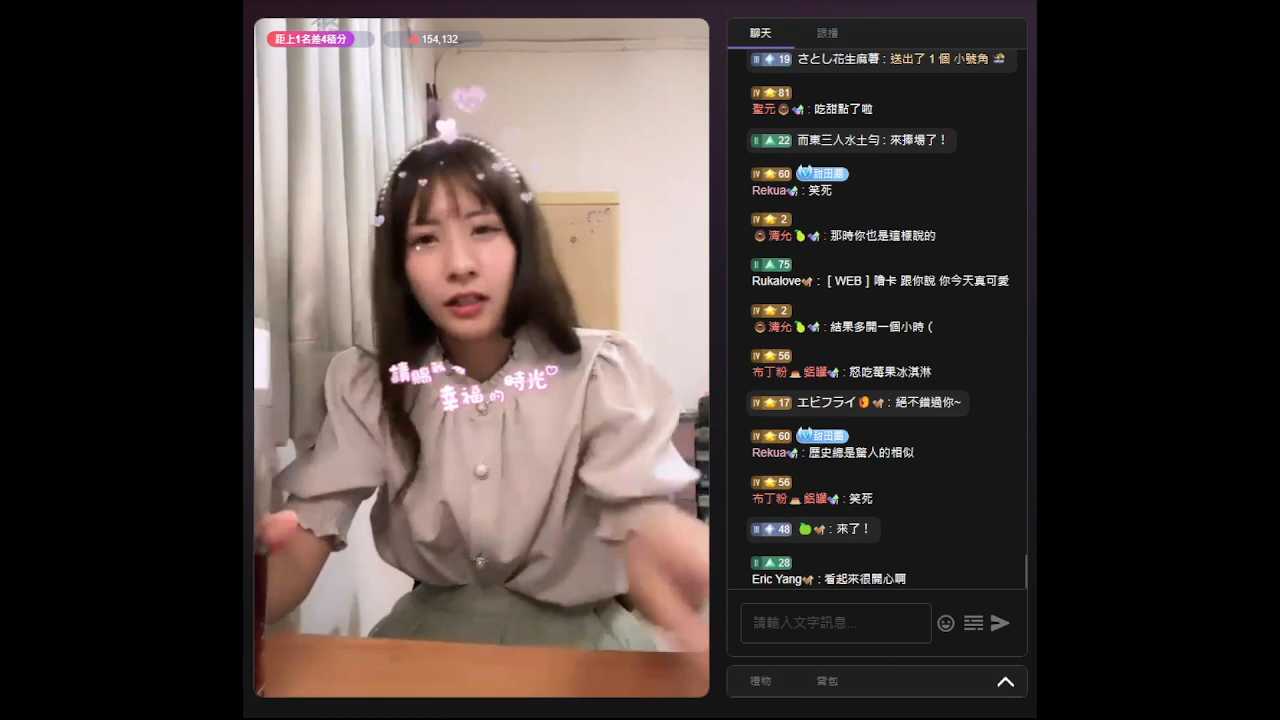 距上1名差4積分
154,132
請賜我一
幸福的時光
聊天
跟播
III 19 さとし花生麻薯 : 送出了 1 個 小號角
IV 81
聖元 : 吃甜點了啦
II 22 而東三人水土勻 : 來捧場了！
IV 60 甜田圈
Rekua : 笑死
IV 2
清允 : 那時你也是這樣說的
II 75
Rukalove : [ WEB ] 嚕卡 跟你說 你今天真可愛
IV 2
清允 : 結果多開一個小時 (
IV 56
布丁粉 鋁罐 : 怒吃莓果冰淇淋
IV 17 エビフライ : 絕不錯過你~
IV 60 甜田圈
Rekua : 歷史總是驚人的相似
IV 56
布丁粉 鋁罐 : 笑死
III 48 : 來了！
II 28
Eric Yang : 看起來很開心啊
請輸入文字訊息...
禮物
背包